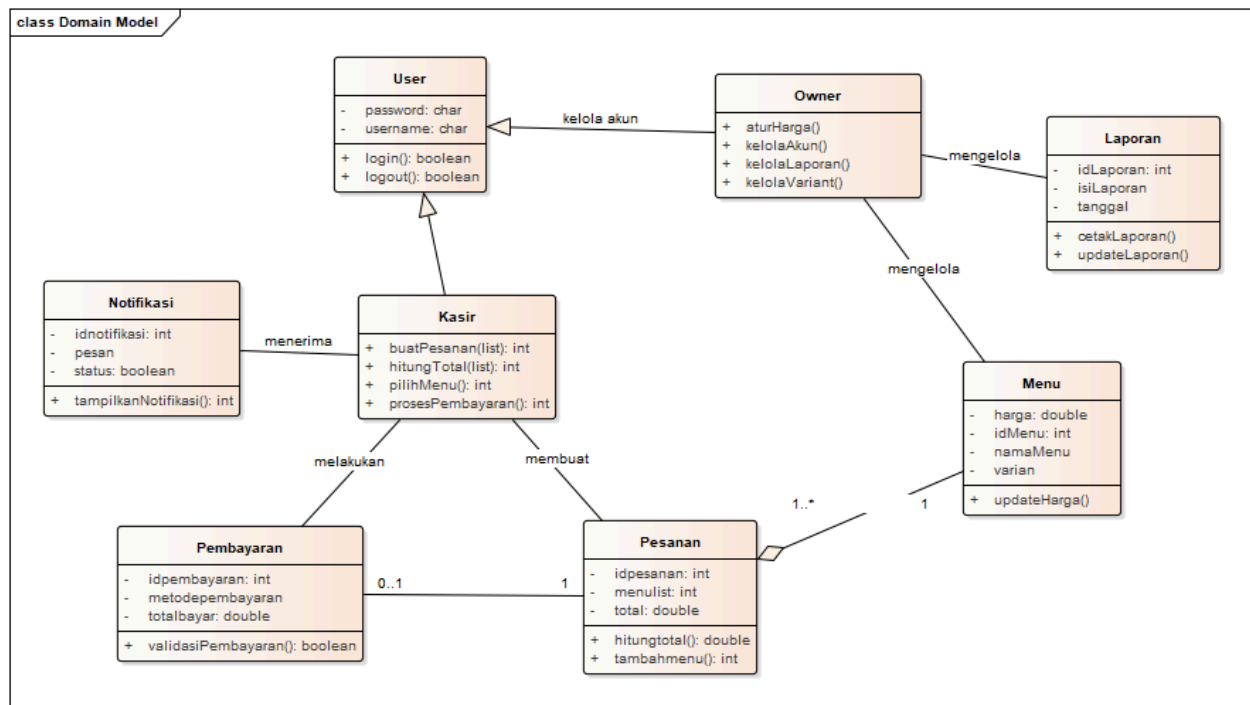 class Domain Model
User
- password: char
- username: char
+ login(): boolean
+ logout(): boolean
kelola akun
Owner
+ aturHarga()
+ kelolaAkun()
+ kelolaLaporan()
+ kelolaVariant()
mengelola
Laporan
- idLaporan: int
- isiLaporan
- tanggal
+ cetakLaporan()
+ updateLaporan()
mengelola
Notifikasi
- idnotifikasi: int
- pesan
- status: boolean
+ tampilkanNotifikasi(): int
menerima
Kasir
+ buatPesanan(list): int
+ hitungTotal(list): int
+ pilihMenu(): int
+ prosesPembayaran(): int
Menu
- harga: double
- idMenu: int
- namaMenu
- varian
+ updateHarga()
melakukan
membuat
1..*
1
Pembayaran
- idpembayaran: int
- metodepembayaran
- totalbayar: double
+ validasiPembayaran(): boolean
0..1
1
Pesanan
- idpesanan: int
- menulist: int
- total: double
+ hitungtotal(): double
+ tambahmenu(): int